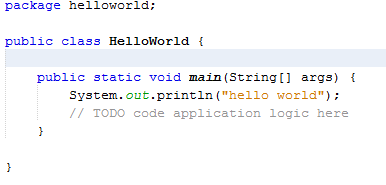 package helloworld;
public class HelloWorld {
public static void main(String[] args) {
System.out.println("hello world");
// TODO code application logic here
}
}